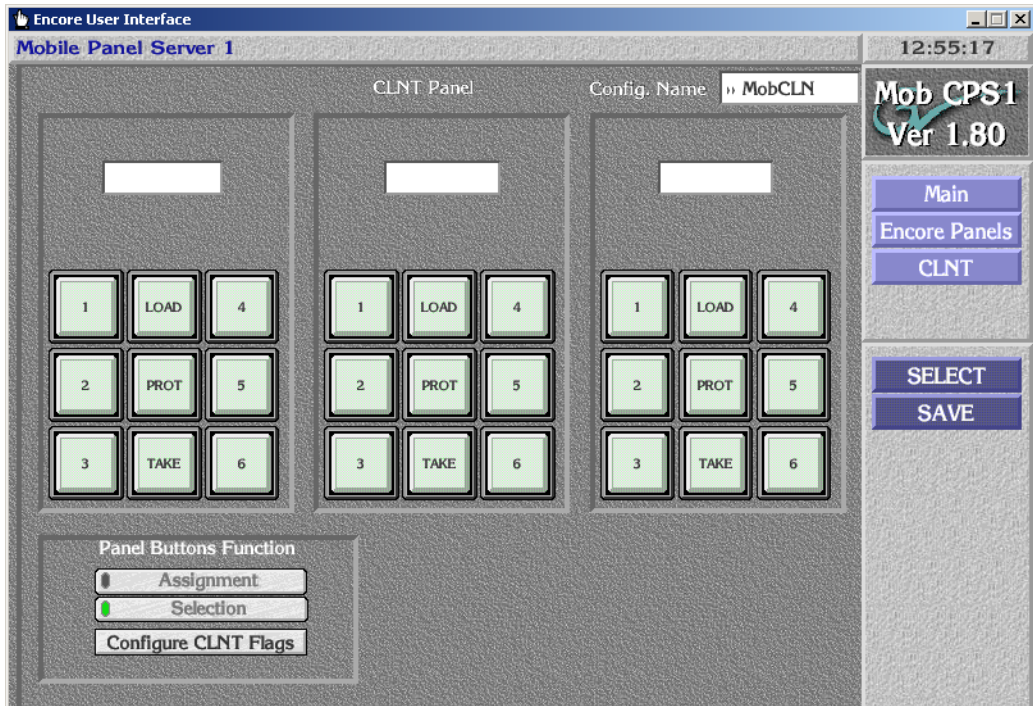 Encore User Interface
Mobile Panel Server 1
12:55:17
CLNT Panel
Config. Name
›› MobCLN
Mob CPS1
Ver 1.80
Main
Encore Panels
CLNT
SELECT
SAVE
1 LOAD 4
2 PROT 5
3 TAKE 6
1 LOAD 4
2 PROT 5
3 TAKE 6
1 LOAD 4
2 PROT 5
3 TAKE 6
Panel Buttons Function
Assignment
Selection
Configure CLNT Flags